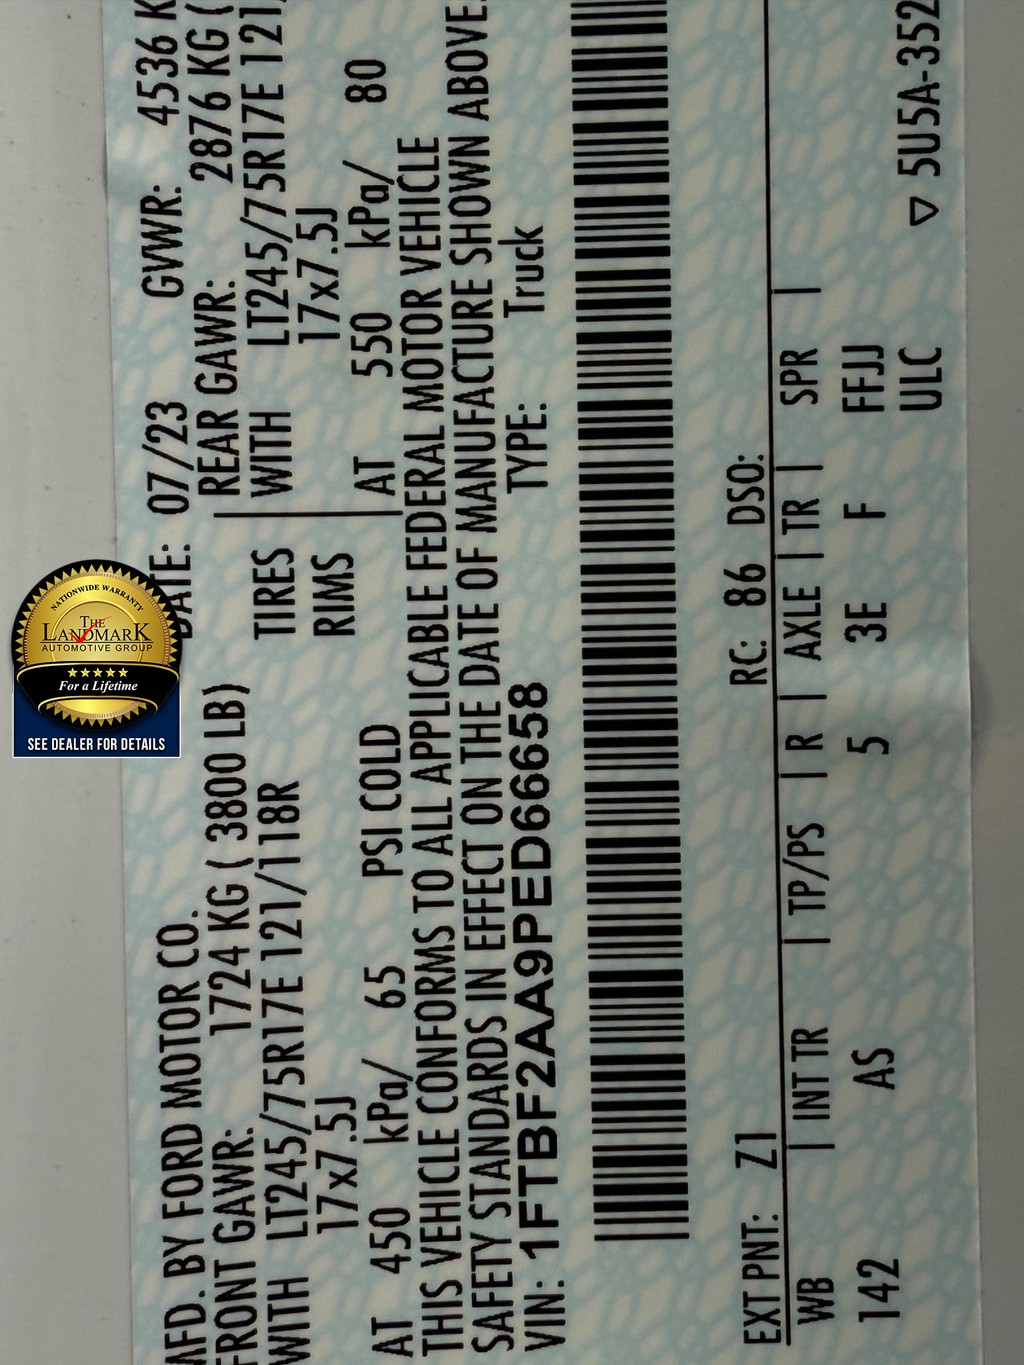 MFD. BY FORD MOTOR CO.
DATE: 07/23 GVWR: 4536 K
FRONT GAWR: REAR GAWR:
1724 KG ( 3800 LB) 2876 KG (
WITH LT245/75R17E 121/118R TIRES WITH LT245/75R17E 121/
17x7.5J RIMS 17x7.5J
AT 450 kPa/ 65 PSI COLD AT 550 kPa/ 80
THIS VEHICLE CONFORMS TO ALL APPLICABLE FEDERAL MOTOR VEHICLE
SAFETY STANDARDS IN EFFECT ON THE DATE OF MANUFACTURE SHOWN ABOVE.
VIN: 1FTBF2AA9PED66658 TYPE: Truck
EXT PNT: Z1 RC: 86 DSO:
WB | INT TR | TP/PS | R | AXLE | TR | SPR |
142 AS 5 3E F FFJJ
ULC ▽ 5U5A-352
NATIONWIDE WARRANTY
THE
LANDMARK
AUTOMOTIVE GROUP
For a Lifetime
SEE DEALER FOR DETAILS